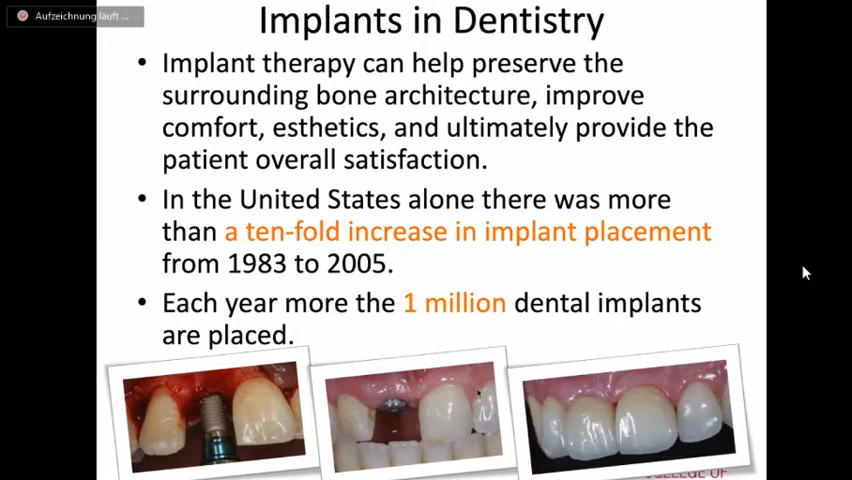 Aufzeichnung läuft ...
Implants in Dentistry
• Implant therapy can help preserve the
surrounding bone architecture, improve
comfort, esthetics, and ultimately provide the
patient overall satisfaction.
• In the United States alone there was more
than a ten-fold increase in implant placement
from 1983 to 2005.
• Each year more the 1 million dental implants
are placed.
COLLEGE OF